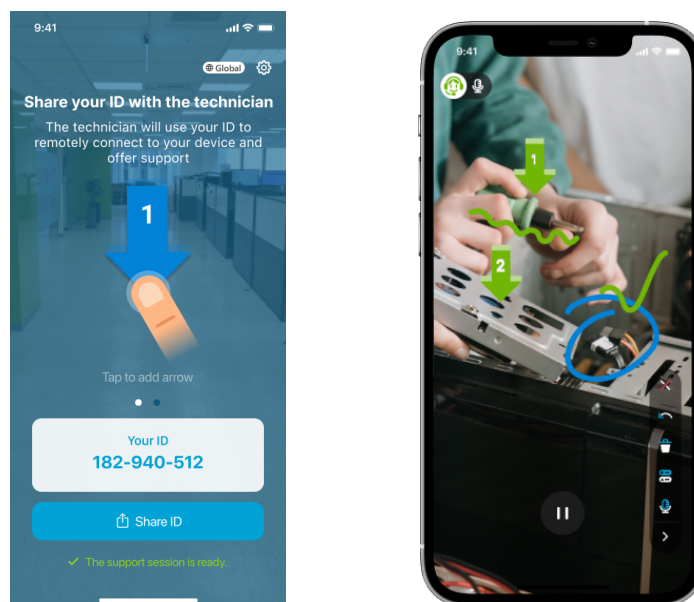 9:41
Global
Share your ID with the technician
The technician will use your ID to
remotely connect to your device and
offer support
1
Tap to add arrow
Your ID
182-940-512
Share ID
The support session is ready.
9:41
1
2